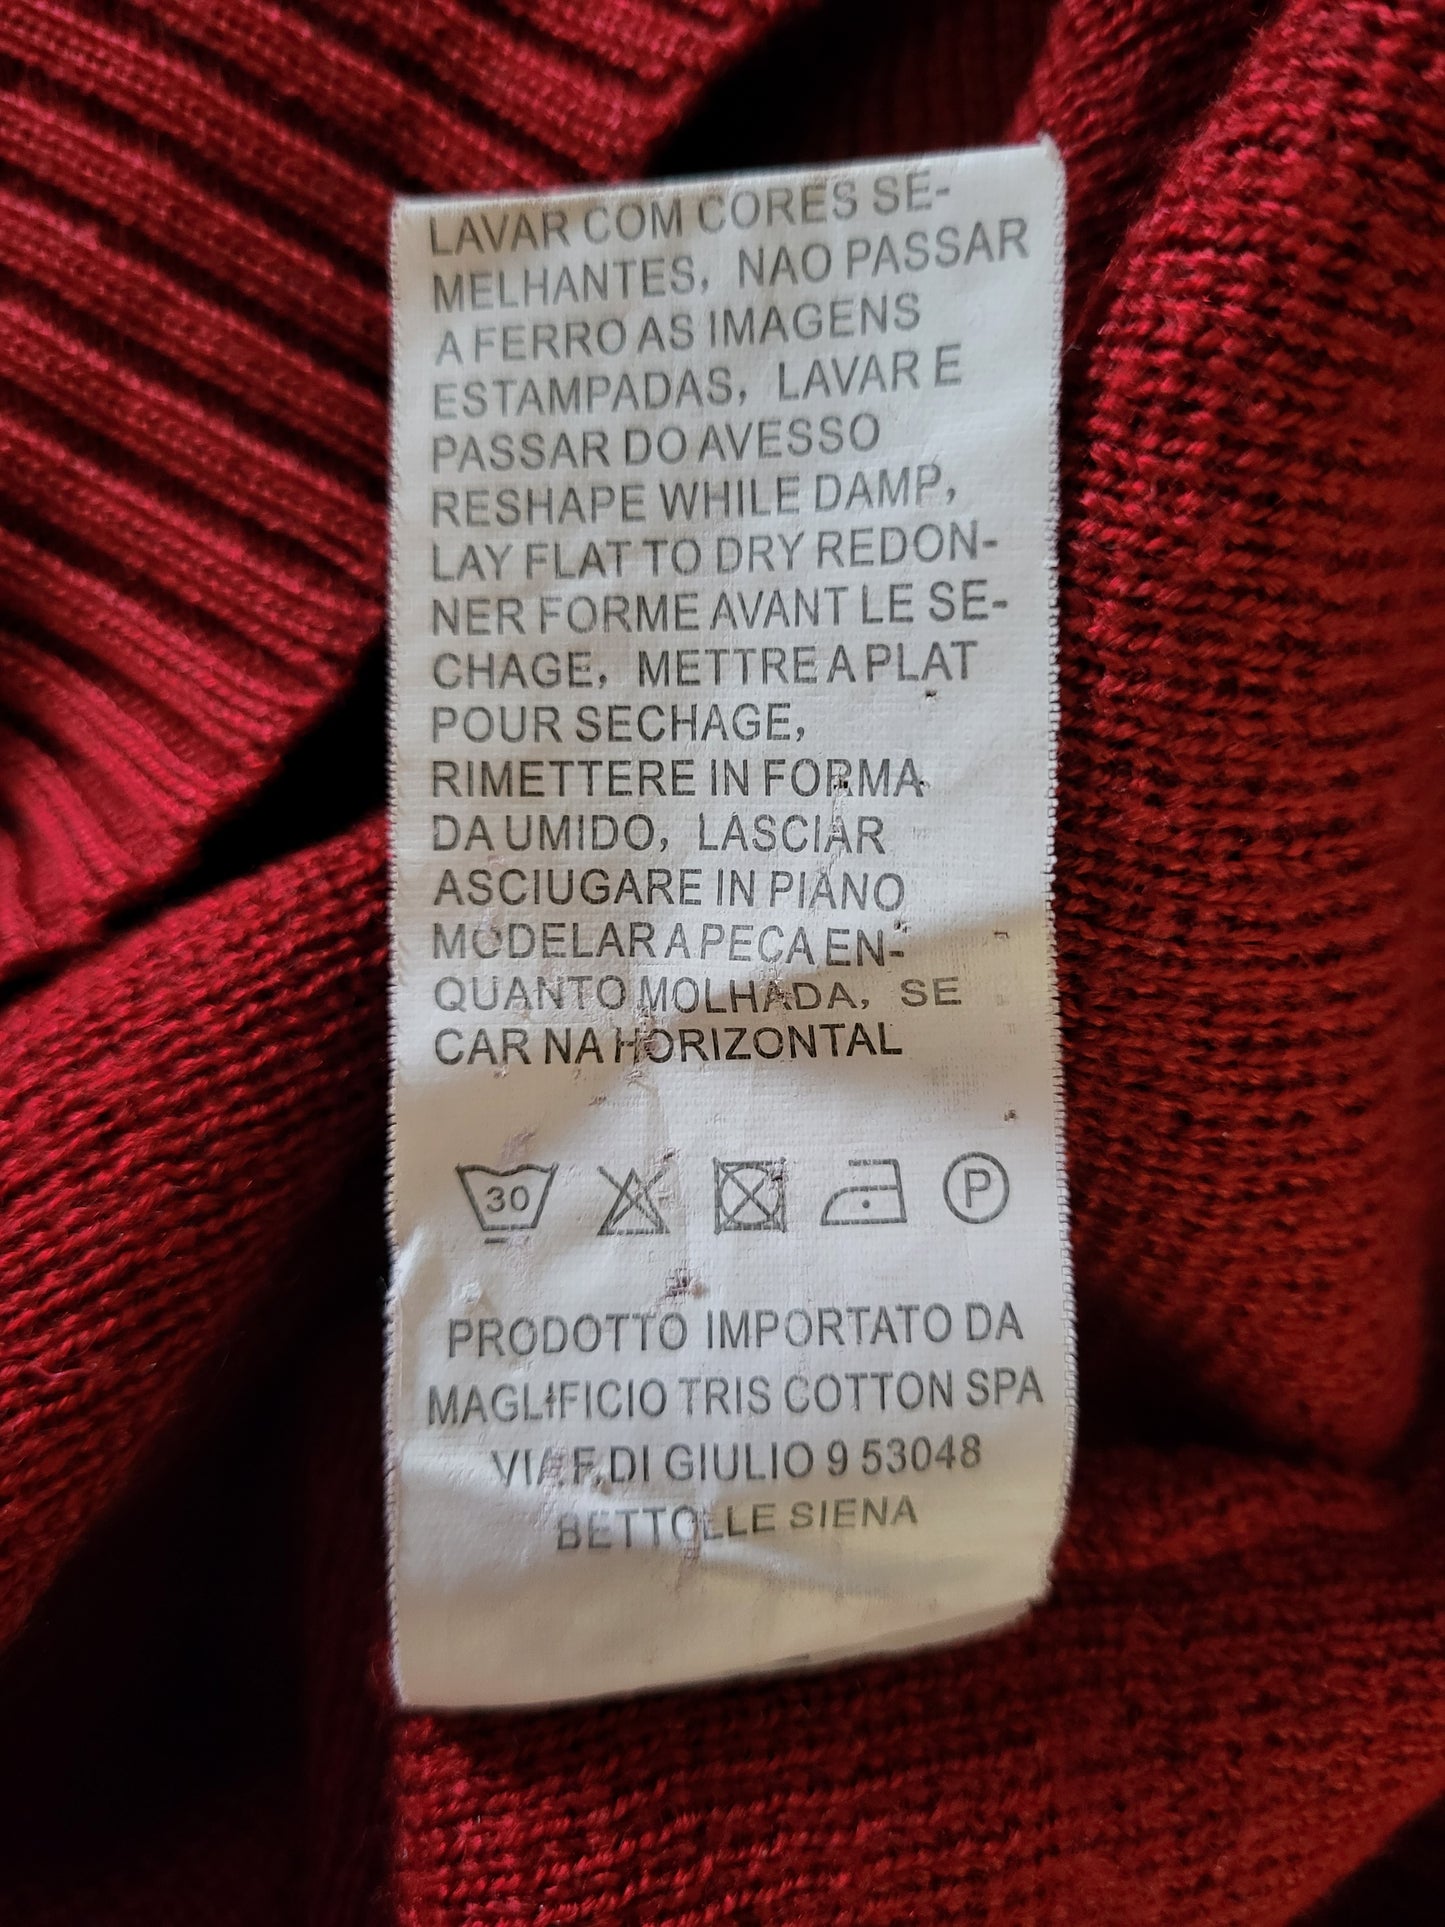 LAVAR COM CORES SE-
MELHANTES, NAO PASSAR
A FERRO AS IMAGENS
ESTAMPADAS, LAVAR E
PASSAR DO AVESSO
RESHAPE WHILE DAMP,
LAY FLAT TO DRY REDON-
NER FORME AVANT LE SE-
CHAGE, METTRE A PLAT
POUR SECHAGE,
RIMETTERE IN FORMA
DA UMIDO, LASCIAR
ASCIUGARE IN PIANO
MODELAR A PECA EN-
QUANTO MOLHADA, SE
CAR NA HORIZONTAL
30 P
PRODOTTO IMPORTATO DA
MAGLIFICIO TRIS COTTON SPA
VIA F. DI GIULIO 9 53048
BETTOLLE SIENA